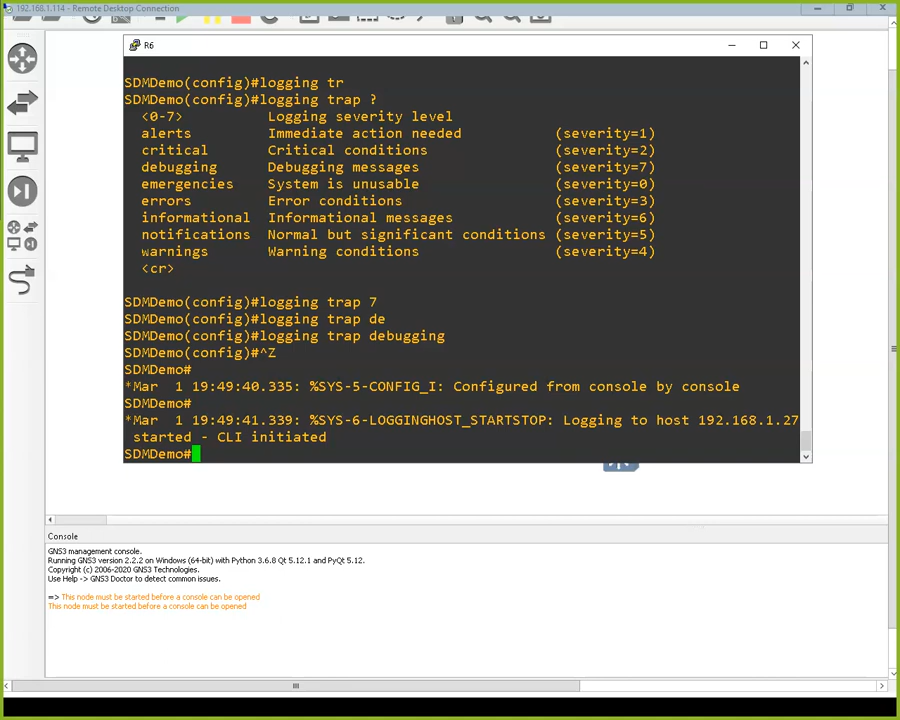 192.168.1.114 - Remote Desktop Connection
R6
SDMDemo(config)#logging tr
SDMDemo(config)#logging trap ?
<0-7> Logging severity level
alerts Immediate action needed (severity=1)
critical Critical conditions (severity=2)
debugging Debugging messages (severity=7)
emergencies System is unusable (severity=0)
errors Error conditions (severity=3)
informational Informational messages (severity=6)
notifications Normal but significant conditions (severity=5)
warnings Warning conditions (severity=4)
<cr>
SDMDemo(config)#logging trap 7
SDMDemo(config)#logging trap de
SDMDemo(config)#logging trap debugging
SDMDemo(config)#^Z
SDMDemo#
*Mar 1 19:49:40.335: %SYS-5-CONFIG_I: Configured from console by console
SDMDemo#
*Mar 1 19:49:41.339: %SYS-6-LOGGINGHOST_STARTSTOP: Logging to host 192.168.1.27
started - CLI initiated
SDMDemo#
Console
GNS3 management console.
Running GNS3 version 2.2.2 on Windows (64-bit) with Python 3.6.8 Qt 5.12.1 and PyQt 5.12.
Copyright (c) 2006-2020 GNS3 Technologies.
Use Help -> GNS3 Doctor to detect common issues.
=> This node must be started before a console can be opened
This node must be started before a console can be opened